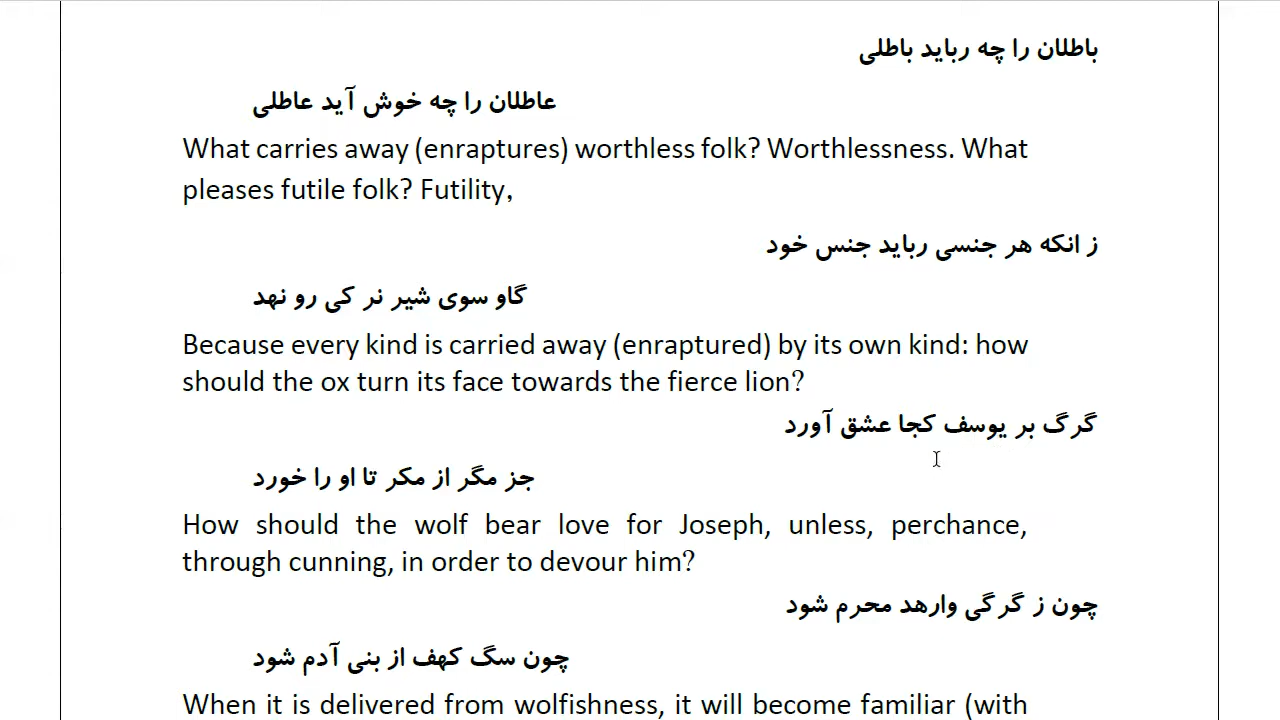 باطلان را چه رباید باطلی
عاطلان را چه خوش آید عاطلی
What carries away (enraptures) worthless folk? Worthlessness. What
pleases futile folk? Futility,
ز انکه هر جنسی رباید جنس خود
گاو سوی شیر نر کی رو نهد
Because every kind is carried away (enraptured) by its own kind: how
should the ox turn its face towards the fierce lion?
گرگ بر یوسف کجا عشق آورد
جز مگر از مکر تا او را خورد
How should the wolf bear love for Joseph, unless, perchance,
through cunning, in order to devour him?
چون ز گرگی وارهد محرم شود
چون سگ کهف از بنی آدم شود
When it is delivered from wolfishness, it will become familiar (with